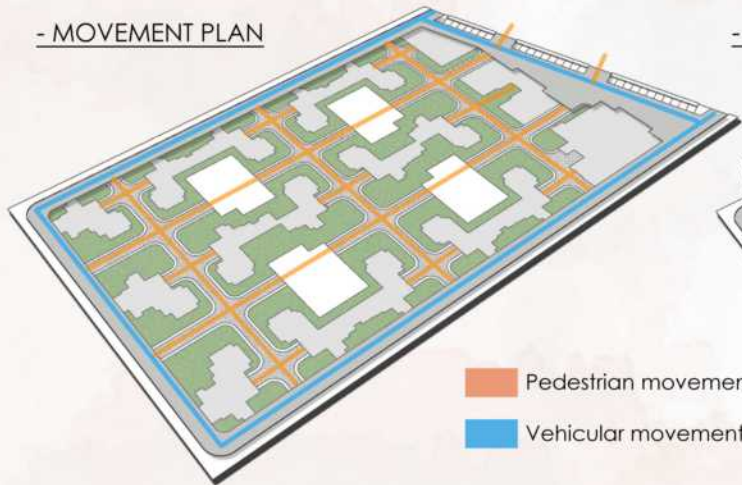 - MOVEMENT PLAN
-
Pedestrian movemen
Vehicular movement